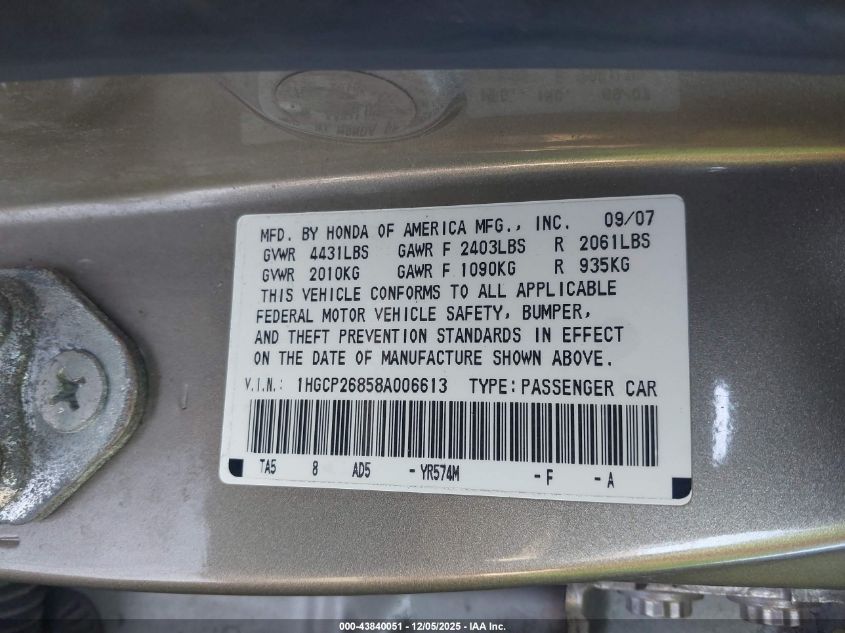 MFD. BY HONDA OF AMERICA MFG., INC. 09/07
GVWR 4431LBS GAWR F 2403LBS R 2061LBS
GVWR 2010KG GAWR F 1090KG R 935KG
THIS VEHICLE CONFORMS TO ALL APPLICABLE
FEDERAL MOTOR VEHICLE SAFETY, BUMPER,
AND THEFT PREVENTION STANDARDS IN EFFECT
ON THE DATE OF MANUFACTURE SHOWN ABOVE.
V.I.N.: 1HGCP26858A006613 TYPE:PASSENGER CAR
TA5 8 AD5 -YR574M -F -A
000-43840051 - 12/05/2025 - IAA Inc.